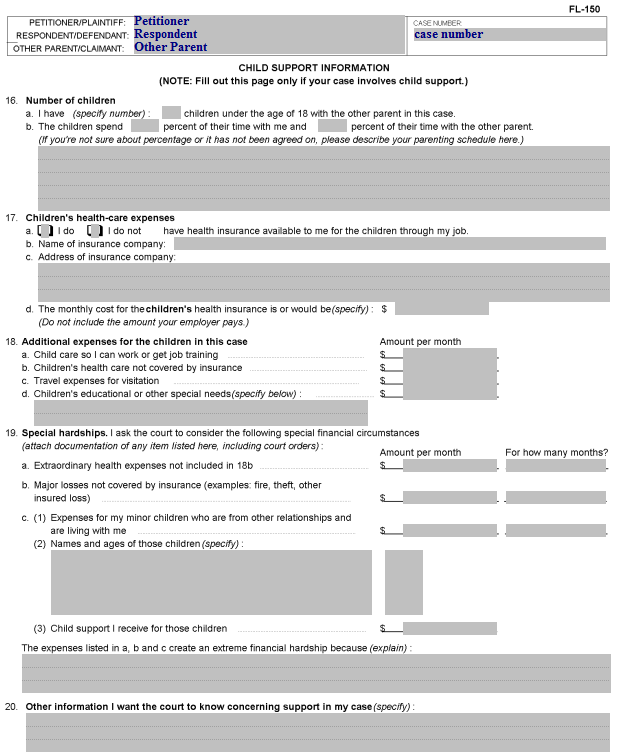 FL-150
PETITIONER/PLAINTIFF: Petitioner
RESPONDENT/DEFENDANT: Respondent
OTHER PARENT/CLAIMANT: Other Parent
CASE NUMBER:
case number
CHILD SUPPORT INFORMATION
(NOTE: Fill out this page only if your case involves child support.)
16. Number of children
a. I have (specify number) : children under the age of 18 with the other parent in this case.
b. The children spend percent of their time with me and percent of their time with the other parent.
(If you're not sure about percentage or it has not been agreed on, please describe your parenting schedule here.)
17. Children's health-care expenses
a. I do I do not have health insurance available to me for the children through my job.
b. Name of insurance company:
c. Address of insurance company:
d. The monthly cost for the children's health insurance is or would be (specify) : $
(Do not include the amount your employer pays.)
18. Additional expenses for the children in this case Amount per month
a. Child care so I can work or get job training $
b. Children's health care not covered by insurance $
c. Travel expenses for visitation $
d. Children's educational or other special needs (specify below) : $
19. Special hardships. I ask the court to consider the following special financial circumstances
(attach documentation of any item listed here, including court orders) :
Amount per month For how many months?
a. Extraordinary health expenses not included in 18b $
b. Major losses not covered by insurance (examples: fire, theft, other
insured loss) $
c. (1) Expenses for my minor children who are from other relationships and
are living with me $
(2) Names and ages of those children (specify) :
(3) Child support I receive for those children $
The expenses listed in a, b and c create an extreme financial hardship because (explain) :
20. Other information I want the court to know concerning support in my case (specify) :